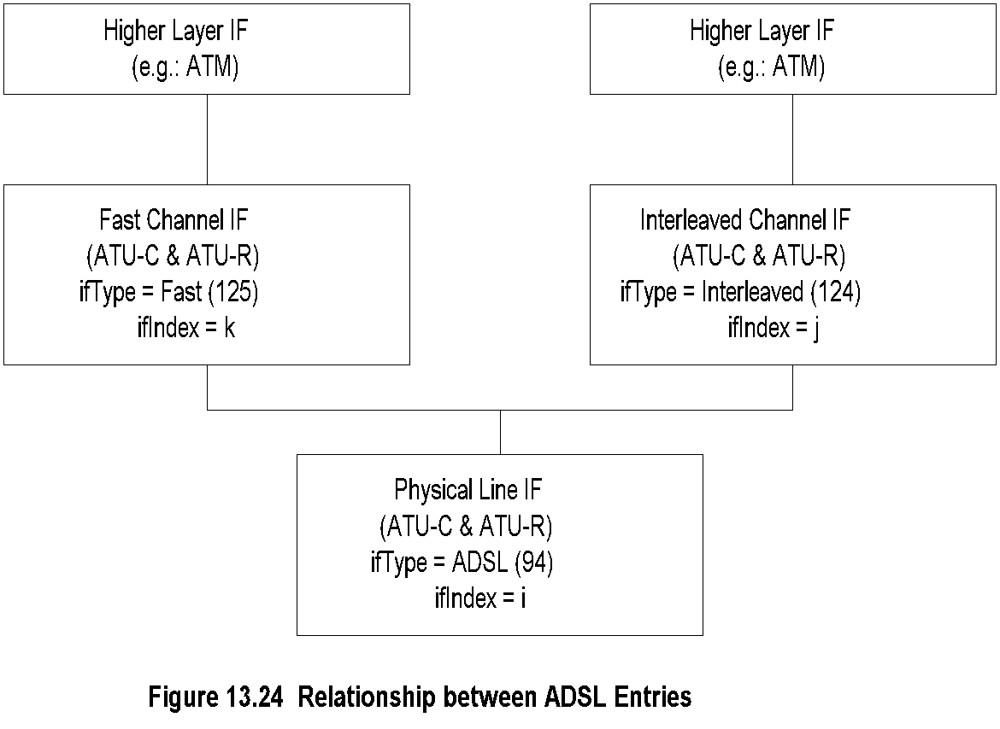 Higher Layer IF
(e.g.: ATM)
Higher Layer IF
(e.g.: ATM)
Fast Channel IF
(ATU-C & ATU-R)
ifType = Fast (125)
ifIndex = k
Interleaved Channel IF
(ATU-C & ATU-R)
ifType = Interleaved (124)
ifIndex = j
Physical Line IF
(ATU-C & ATU-R)
ifType = ADSL (94)
ifIndex = i
Figure 13.24 Relationship between ADSL Entries